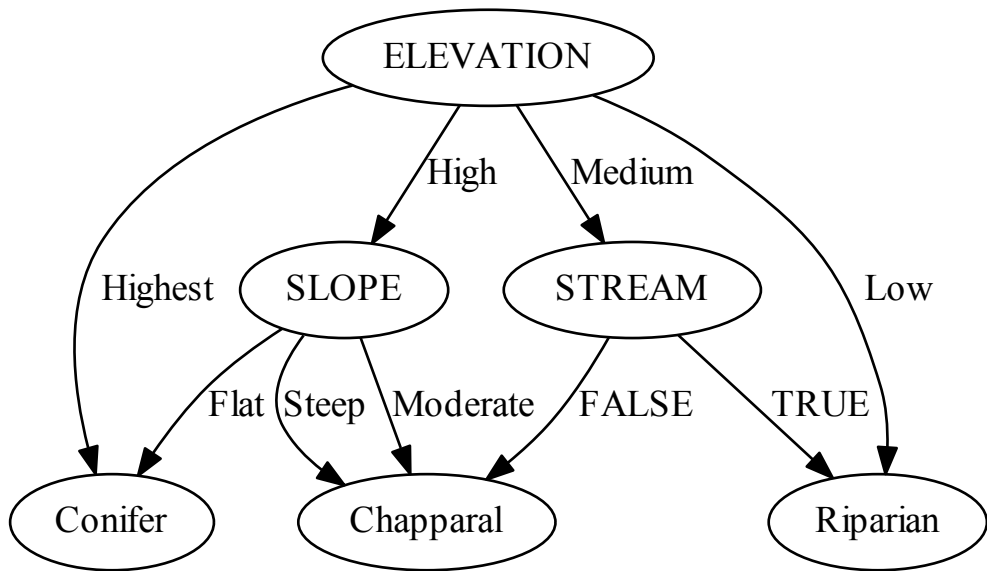 ELEVATION
High
Medium
Highest
SLOPE
STREAM
Low
Flat
Steep
Moderate
FALSE
TRUE
Conifer
Chapparal
Riparian